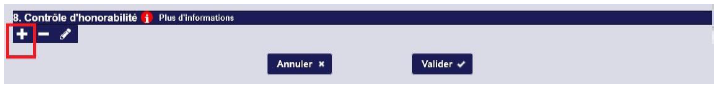 8. Contrôle d'honorabilité i Plus d'informations
Annuler Valider